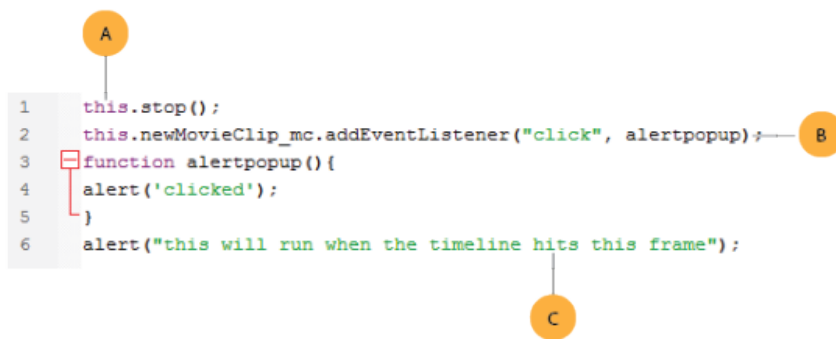 A
1 this.stop();
2 this.newMovieClip_mc.addEventListener("click", alertpopup); B
3 function alertpopup(){
4 alert('clicked');
5 }
6 alert("this will run when the timeline hits this frame");
C